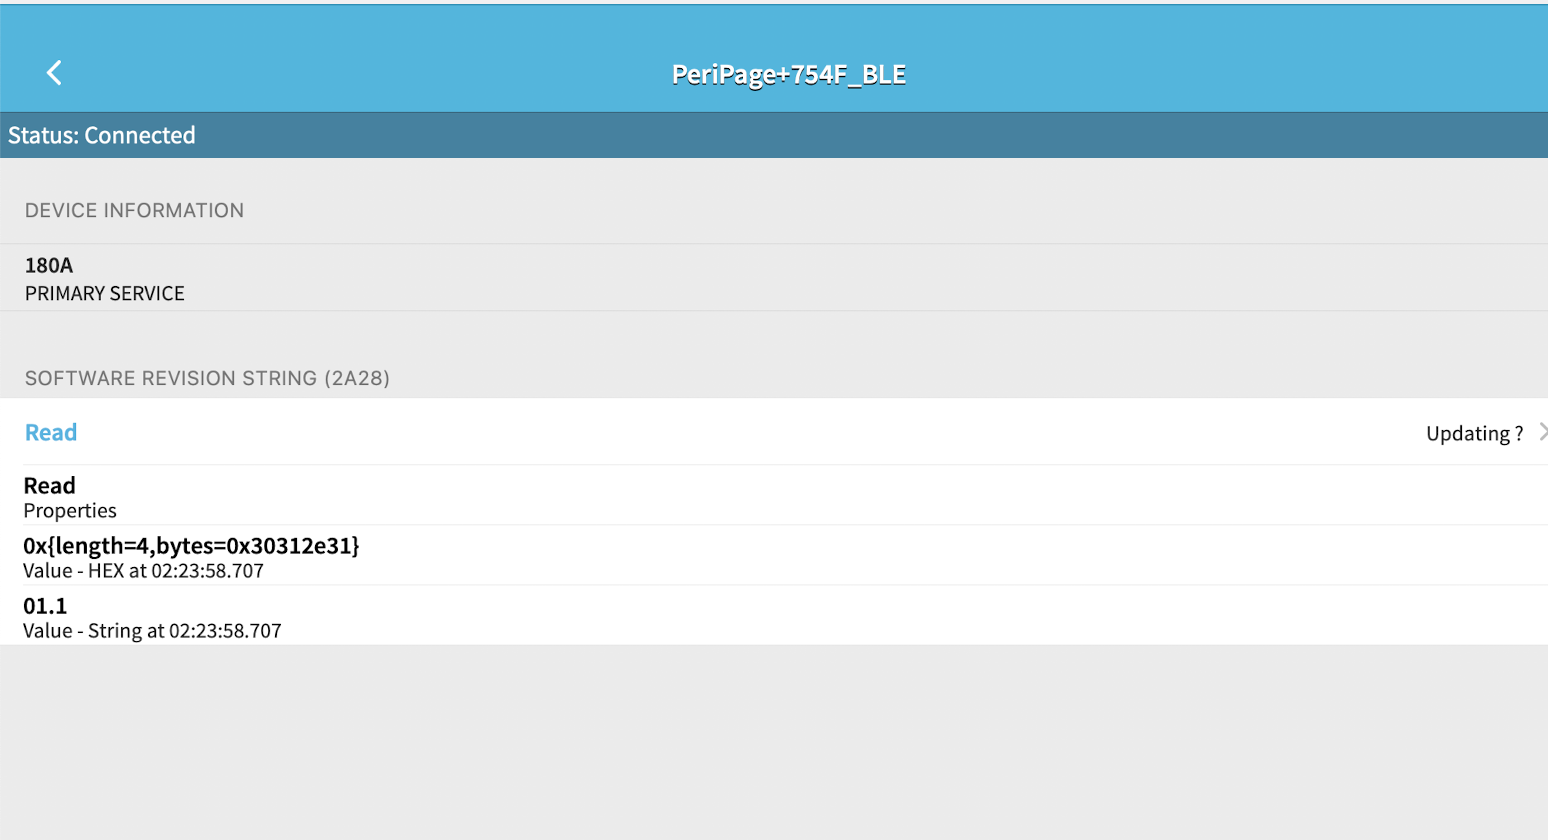 PeriPage+754F_BLE
Status: Connected
DEVICE INFORMATION
180A
PRIMARY SERVICE
SOFTWARE REVISION STRING (2A28)
Read
Updating ?
Read
Properties
0x{length=4,bytes=0x30312e31}
Value - HEX at 02:23:58.707
01.1
Value - String at 02:23:58.707